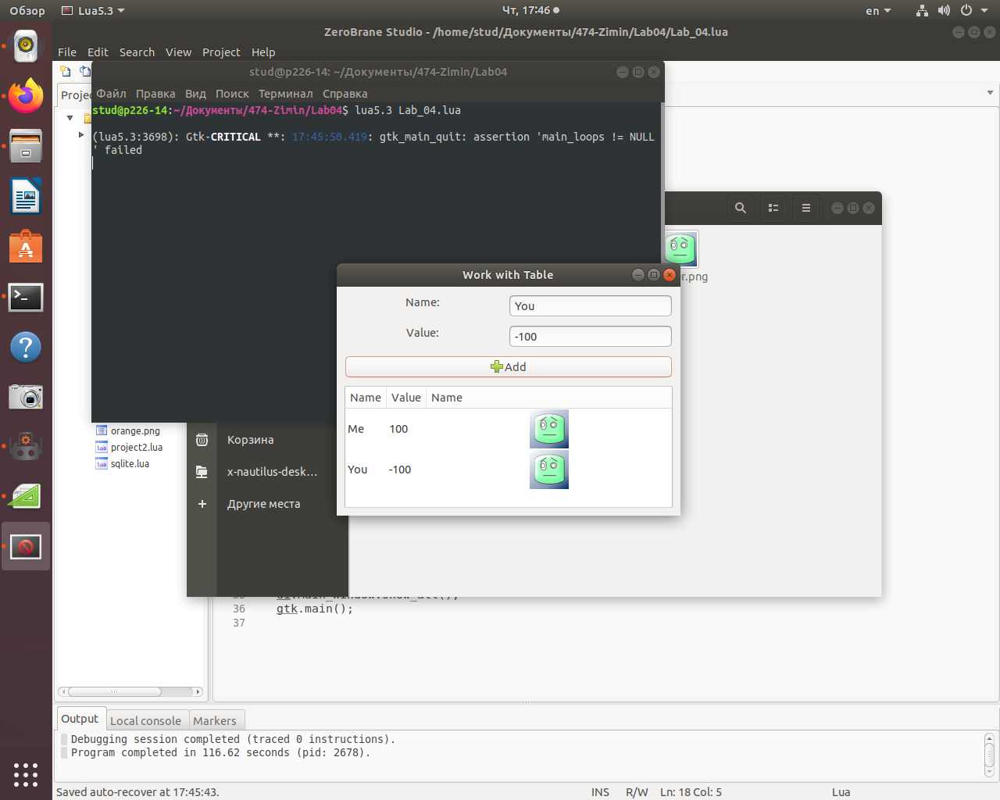 Обзор
Lua5.3
Чт, 17:46
en
ZeroBrane Studio - /home/stud/Документы/474-Zimin/Lab04/Lab_04.lua
File Edit Search View Project Help
stud@p226-14: ~/Документы/474-Zimin/Lab04
Projec
Файл Правка Вид Поиск Терминал Справка
stud@p226-14:~/Документы/474-Zimin/Lab04$ lua5.3 Lab_04.lua
(lua5.3:3698): Gtk-CRITICAL **: 17:45:50.419: gtk_main_quit: assertion 'main_loops != NULL
' failed
er.png
Work with Table
Name:
You
Value:
-100
Add
Name Value Name
Me 100
You -100
orange.png
project2.lua
sqlite.lua
Корзина
x-nautilus-desk...
Другие места
36 gtk.main();
37
Output Local console Markers
Debugging session completed (traced 0 instructions).
Program completed in 116.62 seconds (pid: 2678).
Saved auto-recover at 17:45:43.
INS R/W Ln: 18 Col: 5 Lua